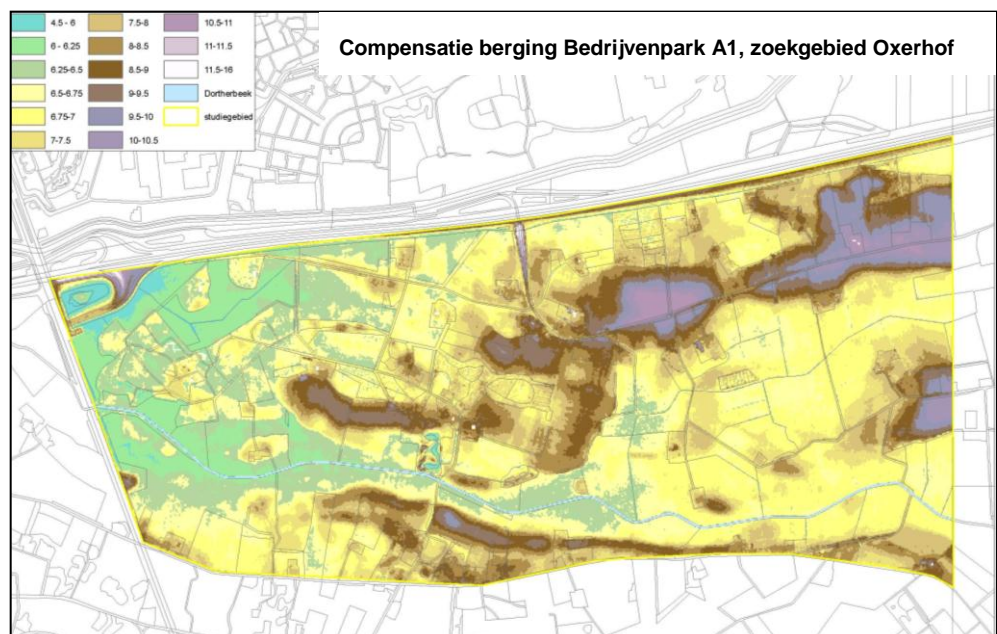 Compensatie berging Bedrijvenpark A1, zoekgebied Oxerhof
4.5 - 6
6 - 6.25
6.25-6.5
6.5-6.75
6.75-7
7-7.5
7.5-8
8-8.5
8.5-9
9-9.5
9.5-10
10-10.5
10.5-11
11-11.5
11.5-16
Dortherbeek
studiegebied